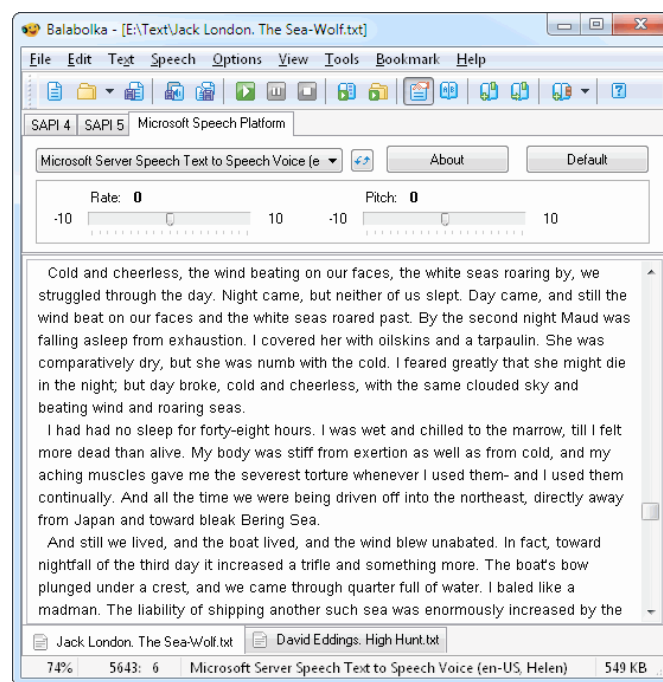 Balabolka - [E:\Text\Jack London. The Sea-Wolf.txt]
File Edit Text Speech Options View Tools Bookmark Help
SAPI 4 SAPI 5 Microsoft Speech Platform
Microsoft Server Speech Text to Speech Voice (e About Default
Rate: 0 Pitch: 0
-10 10 -10 10
Cold and cheerless, the wind beating on our faces, the white seas roaring by, we
struggled through the day. Night came, but neither of us slept. Day came, and still the
wind beat on our faces and the white seas roared past. By the second night Maud was
falling asleep from exhaustion. I covered her with oilskins and a tarpaulin. She was
comparatively dry, but she was numb with the cold. I feared greatly that she might die
in the night; but day broke, cold and cheerless, with the same clouded sky and
beating wind and roaring seas.
I had had no sleep for forty-eight hours. I was wet and chilled to the marrow, till I felt
more dead than alive. My body was stiff from exertion as well as from cold, and my
aching muscles gave me the severest torture whenever I used them- and I used them
continually. And all the time we were being driven off into the northeast, directly away
from Japan and toward bleak Bering Sea.
And still we lived, and the boat lived, and the wind blew unabated. In fact, toward
nightfall of the third day it increased a trifle and something more. The boat's bow
plunged under a crest, and we came through quarter full of water. I baled like a
madman. The liability of shipping another such sea was enormously increased by the
Jack London. The Sea-Wolf.txt David Eddings. High Hunt.txt
74% 5643: 6 Microsoft Server Speech Text to Speech Voice (en-US, Helen) 549 KB